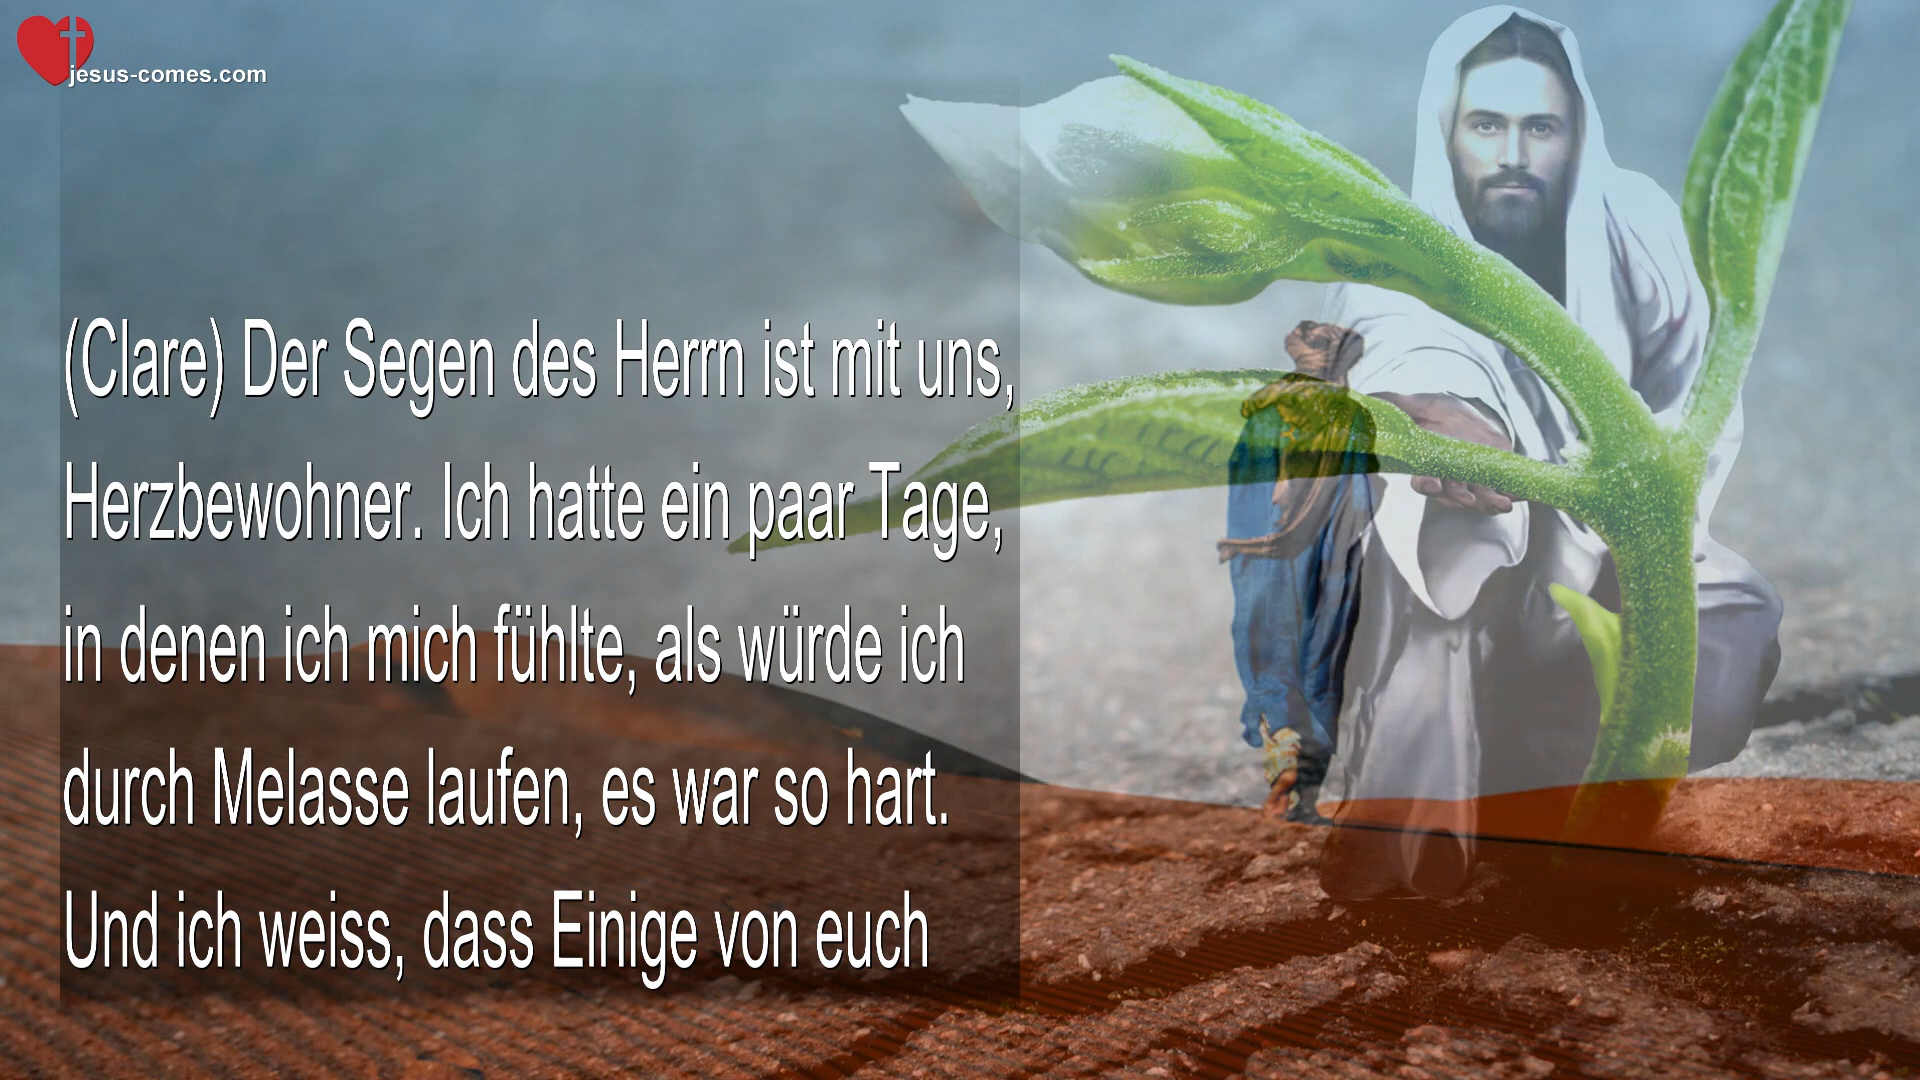 jesus-comes.com
(Clare) Der Segen des Herrn ist mit uns,
Herzbewohner. Ich hatte ein paar Tage,
in denen ich mich fühlte, als würde ich
durch Melasse laufen, es war so hart.
Und ich weiss, dass Einige von euch